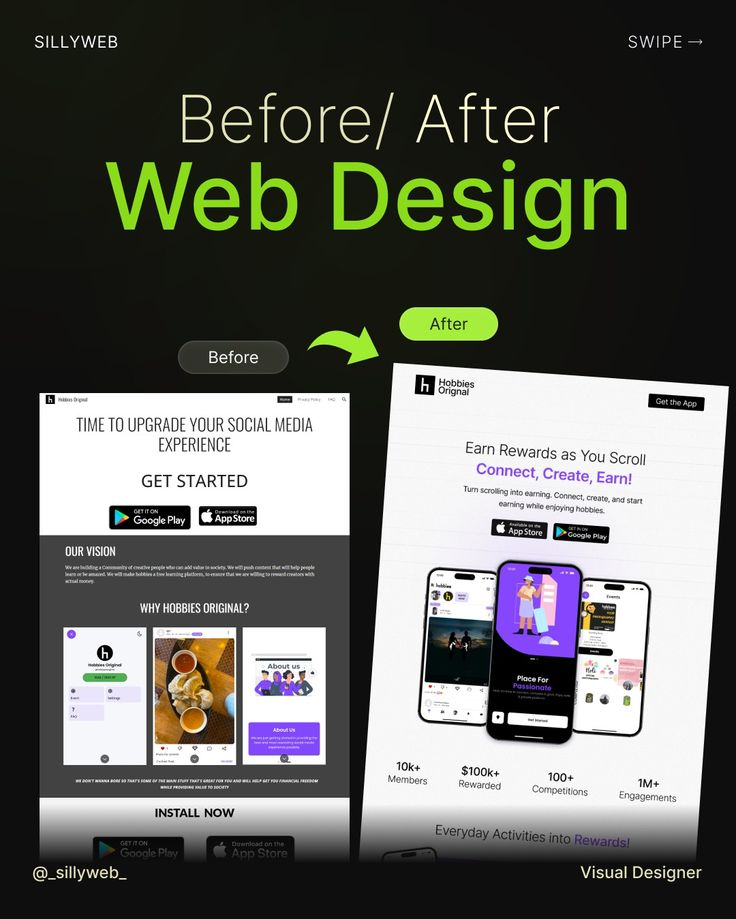 SILLYWEB
SWIPE →
Before/ After
Web Design
After
Before
h Hobbies Orignal
Home
Privacy Policy
FAQ
TIME TO UPGRADE YOUR SOCIAL MEDIA
EXPERIENCE
GET STARTED
GET IT ON
Google Play
Download on the
App Store
OUR VISION
We are building a Community of creative people who can add value to society. We will push content that will help people
learn or be amazed. We will make hobbies a free learning platform, to ensure that we are willing to reward creators with
actual money.
WHY HOBBIES ORIGINAL?
h
Hobbies Original
Event
Settings
?
FAQ
About us
About Us
WE DON'T WANNA BORE SO THAT'S SOME OF THE MAIN STUFF THAT'S GREAT FOR YOU AND WILL HELP GET YOU FINANCIAL FREEDOM
WHILE PROVIDING VALUE TO SOCIETY
INSTALL NOW
GET IT ON
Google Play
Download on the
App Store
h Hobbies
Orignal
Get the App
Earn Rewards as You Scroll
Connect, Create, Earn!
Turn scrolling into earning. Connect, create, and start
earning while enjoying hobbies.
Available on the
App Store
GET IN ON
Google Play
hobbies
Place For
Passionate
Get Started
Events
10k+
Members
$100k+
Rewarded
100+
Competitions
1M+
Engagements
Everyday Activities into Rewards!
@_sillyweb_
Visual Designer